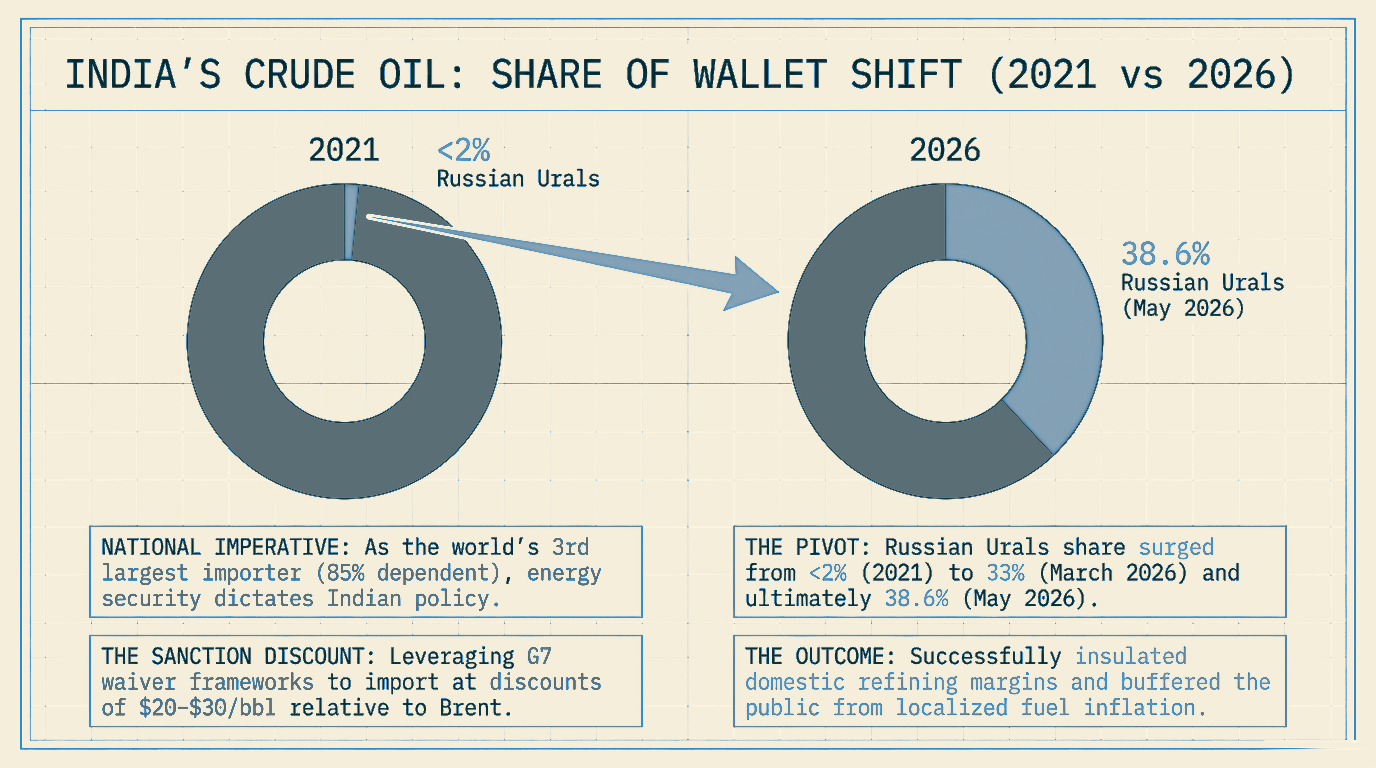 INDIA’S CRUDE OIL: SHARE OF WALLET SHIFT (2021 vs 2026)
2021
<2%
Russian Urals
2026
38.6%
Russian Urals
(May 2026)
NATIONAL IMPERATIVE: As the world’s 3rd
largest importer (85% dependent), energy
security dictates Indian policy.
THE SANCTION DISCOUNT: Leveraging G7
waiver frameworks to import at discounts
of $20–$30/bbl relative to Brent.
THE PIVOT: Russian Urals share surged
from <2% (2021) to 33% (March 2026) and
ultimately 38.6% (May 2026).
THE OUTCOME: Successfully insulated
domestic refining margins and buffered the
public from localized fuel inflation.